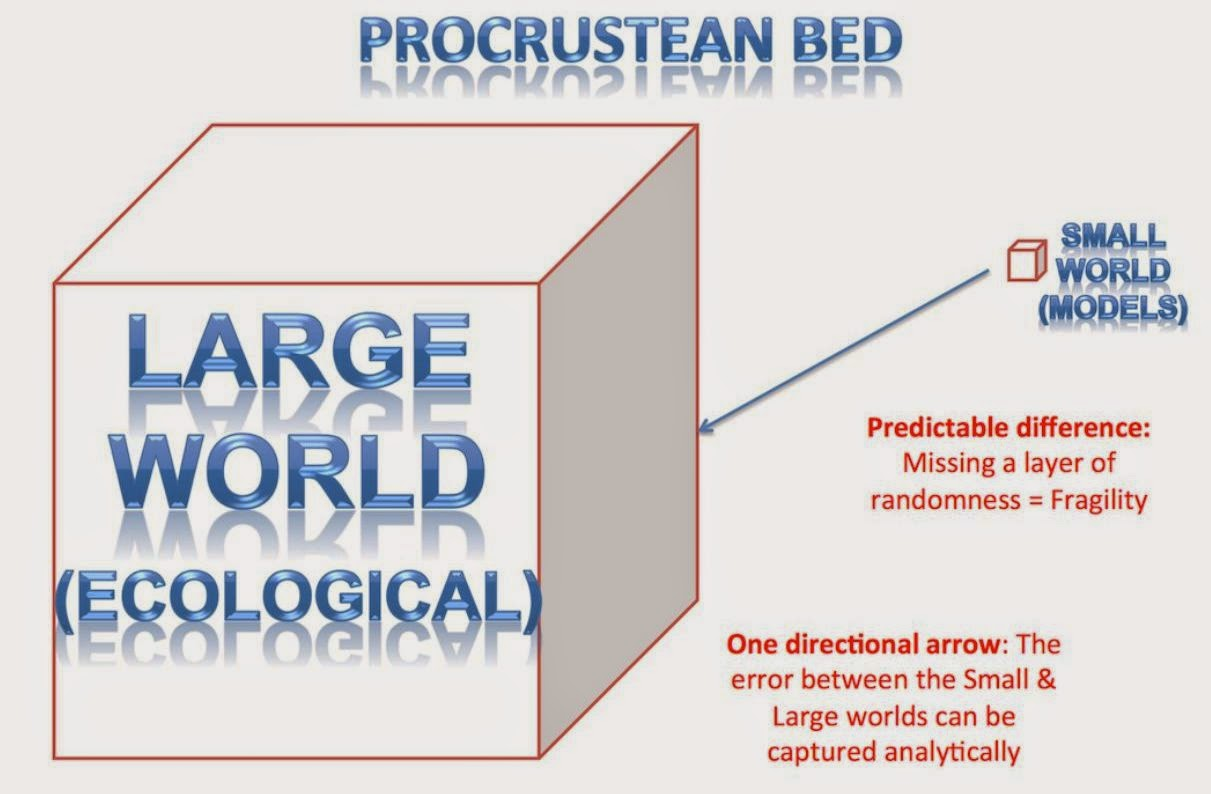 PROCRUSTEAN BED
LARGE
WORLD
(ECOLOGICAL)
SMALL
WORLD
(MODELS)
Predictable difference:
Missing a layer of
randomness = Fragility
One directional arrow: The
error between the Small &
Large worlds can be
captured analytically